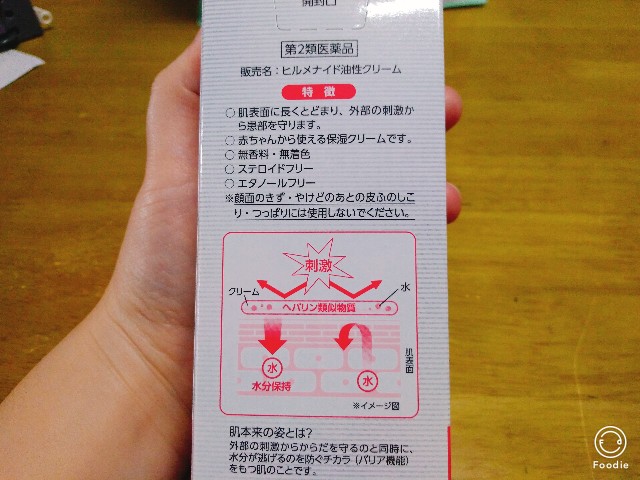 開封口
第2類医薬品
販売名：ヒルメナイド油性クリーム
特徴
○肌表面に長くとどまり、外部の刺激か
ら患部を守ります。
○赤ちゃんから使える保湿クリームです。
○無香料・無着色
○ステロイドフリー
○エタノールフリー
※顔面のきず・やけどのあとの皮ふのしこ
り・つっぱりには使用しないでください。
刺激
クリーム
水
ヘパリン類似物質
肌表面
水
水分保持
水
※イメージ図
肌本来の姿とは?
外部の刺激からからだを守るのと同時に、
水分が逃げるのを防ぐチカラ（バリア機能）
をもつ肌のことです。
Foodie